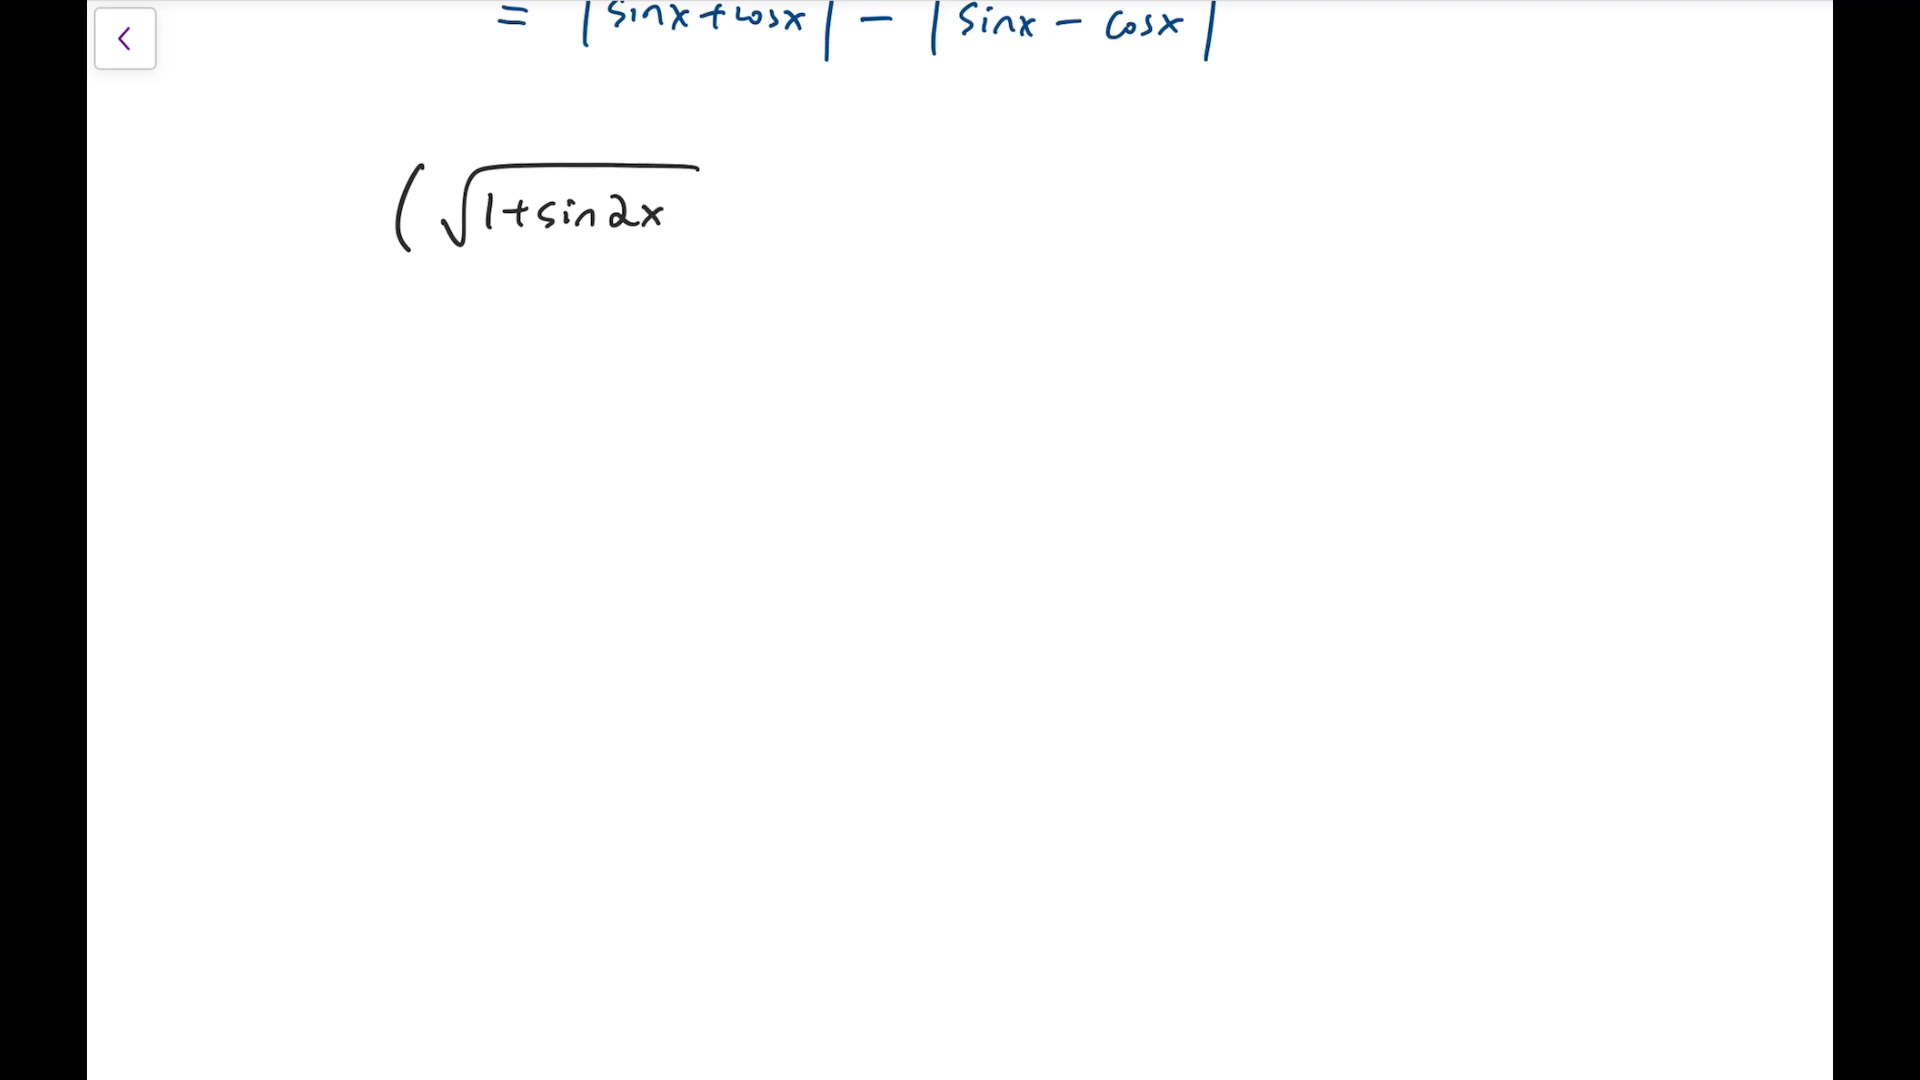 = |sinx+cosx| - |sinx - cosx|
(√1+sin2x